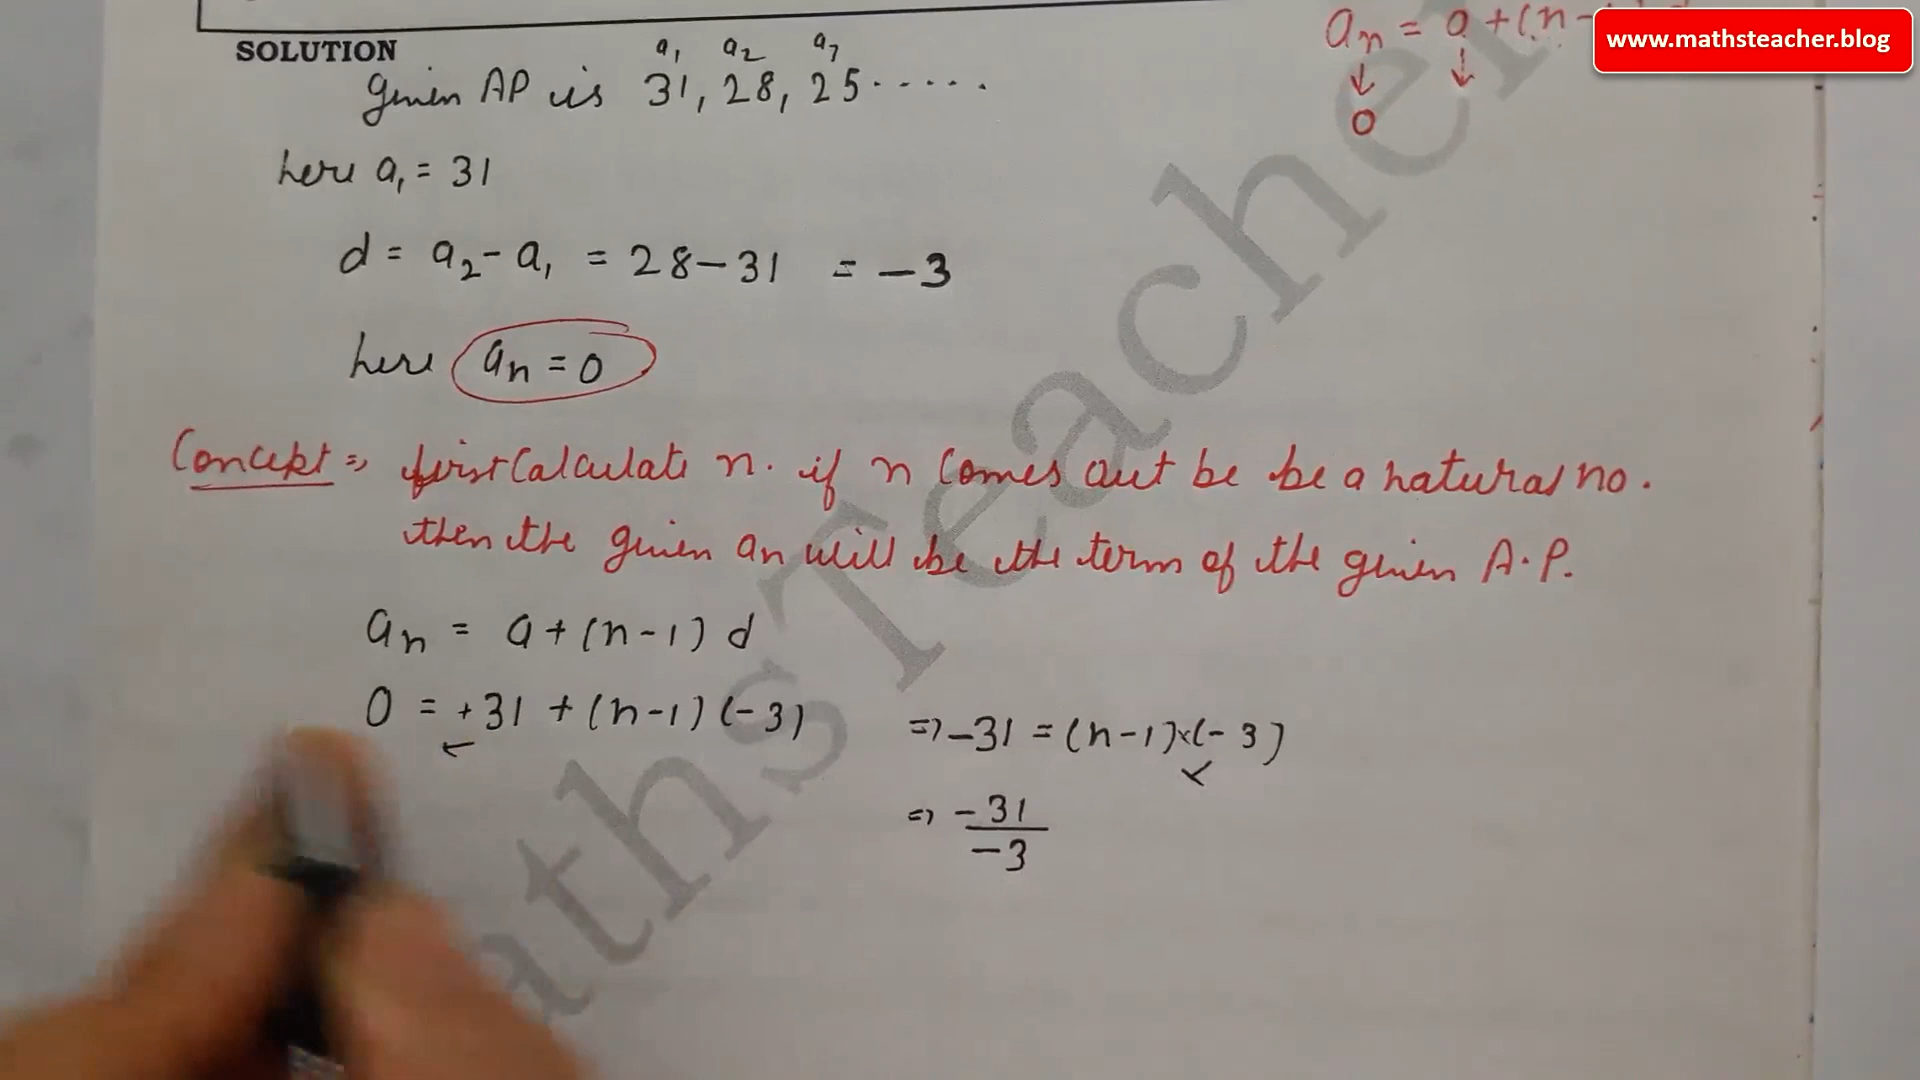 aₙ = a + (n-
www.mathsteacher.blog
SOLUTION
a₁ a₂ a₃
given AP is 31, 28, 25 . . . . . .
here a₁ = 31
d = a₂ - a₁ = 28 - 31 = -3
here aₙ = 0
0
Concept ⇒ first Calculate n. if n Comes out be be a natural no.
then the given an will be the term of the given A.P.
aₙ = a + (n-1) d
0 = +31 + (n-1) (-3) ⇒ -31 = (n-1)×(-3)
⇒ -31/-3
MathsTeacher